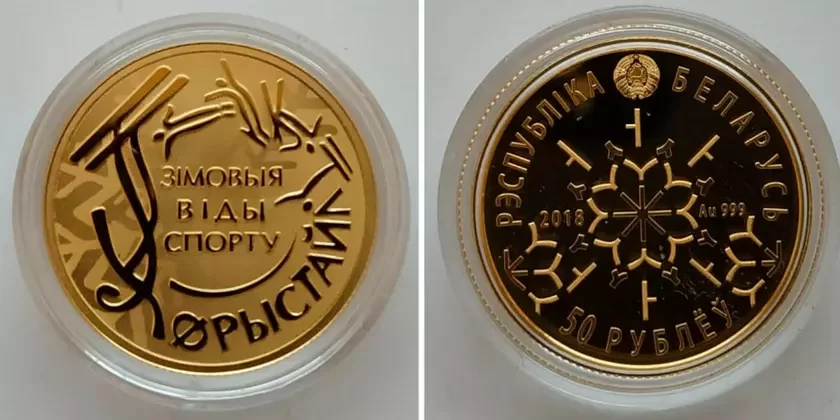 ЗІМОВЫЯ
ВІДЫ
СПОРТУ
ФРЫСТАЙЛ
РЭСПУБЛІКА БЕЛАРУСЬ
2018 Au 999
50 РУБЛЁЎ